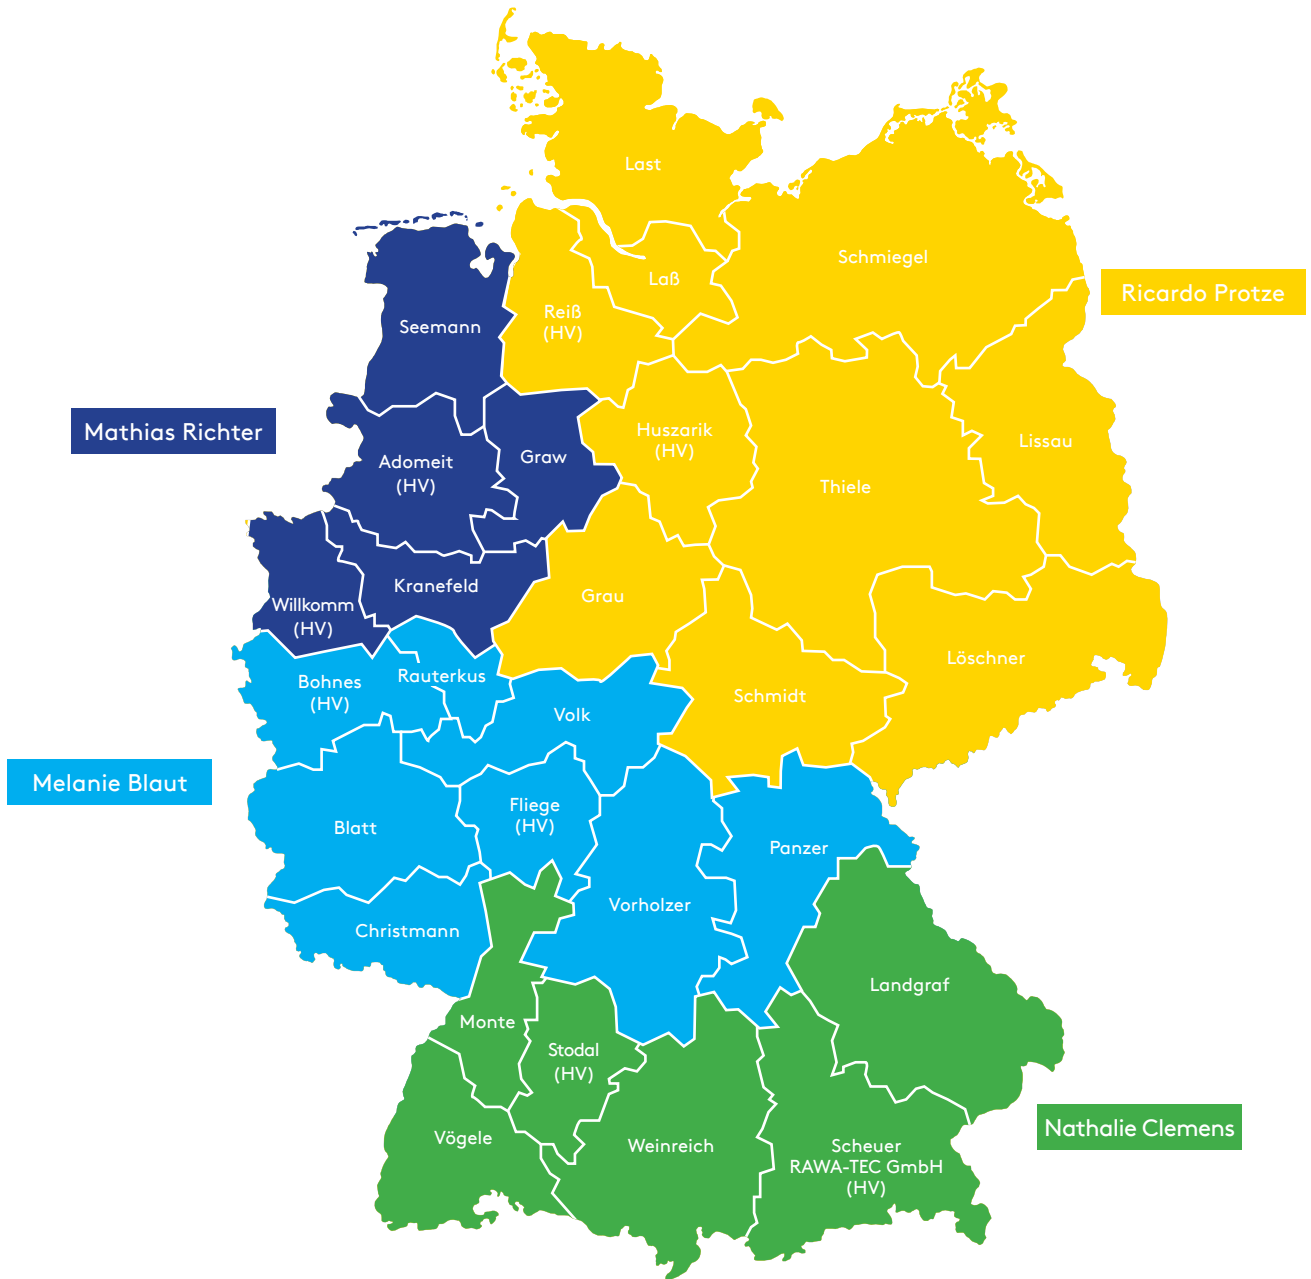 Last
Schmiegel
Laß
Ricardo Protze
Reiß
(HV)
Seemann
Mathias Richter
Huszarik
(HV)
Lissau
Graw
Adomeit
(HV)
Thiele
Kranefeld
Grau
Willkomm
(HV)
Löschner
Rauterkus
Bohnes
(HV)
Schmidt
Volk
Melanie Blaut
Fliege
(HV)
Blatt
Panzer
Vorholzer
Christmann
Landgraf
Monte
Stodal
(HV)
Nathalie Clemens
Vögele
Weinreich
Scheuer
RAWA-TEC GmbH
(HV)